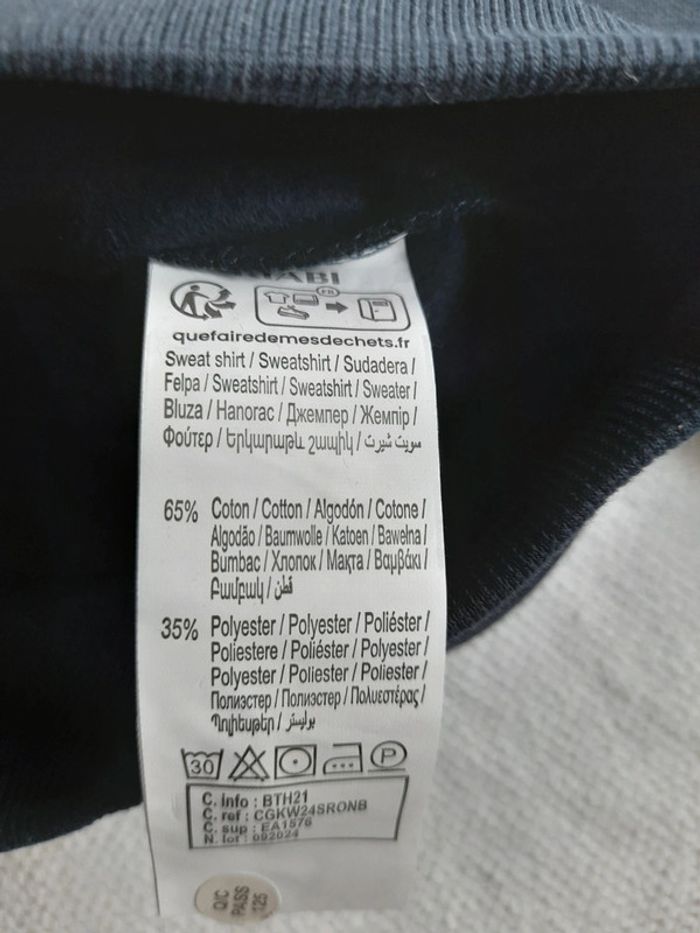 FR
quefairedemesdechets.fr
Sweat shirt / Sweatshirt / Sudadera /
Felpa / Sweatshirt / Sweatshirt / Sweater /
Bluza / Hanorac / Джемпер / Жемпір /
Φούτερ / Երկարաթև շապիկ / سويت شيرت
65% Coton / Cotton / Algodón / Cotone /
Algodão / Baumwolle / Katoen / Bawełna /
Bumbac / Хлопок / Мақта / Βαμβάκι /
Բամբակ / قطن
35% Polyester / Polyester / Poliéster /
Poliestere / Poliéster / Polyester /
Polyester / Poliester / Poliester /
Полиэстер / Полиэстер / Πολυεστέρας /
Պոլիեսթեր / بوليستر
30 P
C. info : BTH21
C. ref : CGKW24SRONB
C. sup : EA1576
N. lot : 092024
Q/C
PASS
125